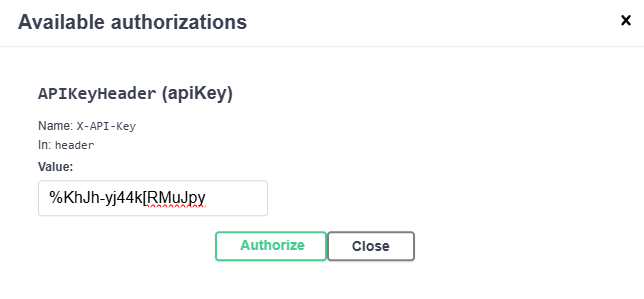 Available authorizations
×
APIKeyHeader (apiKey)
Name: X-API-Key
In: header
Value:
%KhJh-yj44k[RMuJpy
Authorize
Close